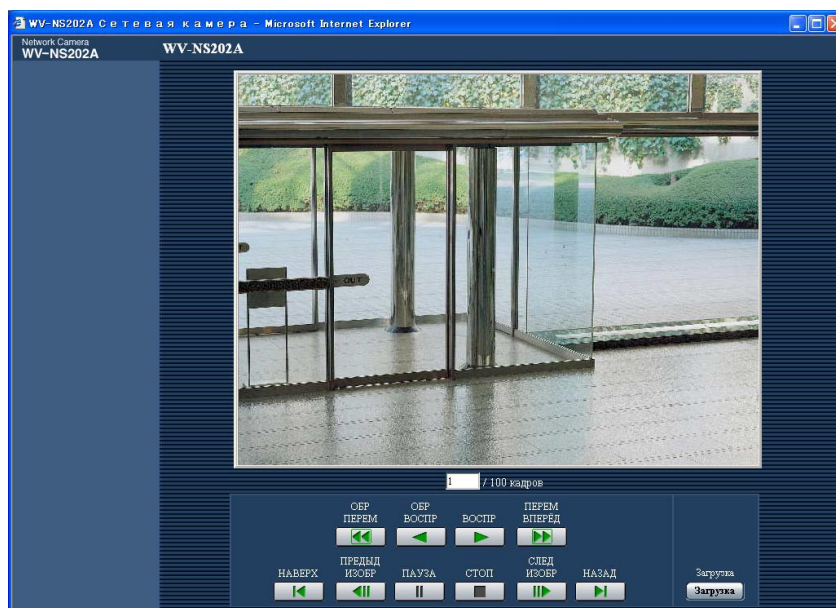 WV-NS202A Сетевая камера - Microsoft Internet Explorer
Network Camera
WV-NS202A
WV-NS202A
OUT
1 / 100 кадров
ОБР ПЕРЕМ
ОБР ВОСПР
ВОСПР
ПЕРЕМ ВПЕРЁД
НАВЕРХ
ПРЕДЫД ИЗОБР
ПАУЗА
СТОП
СЛЕД ИЗОБР
НАЗАД
Загрузка
Загрузка